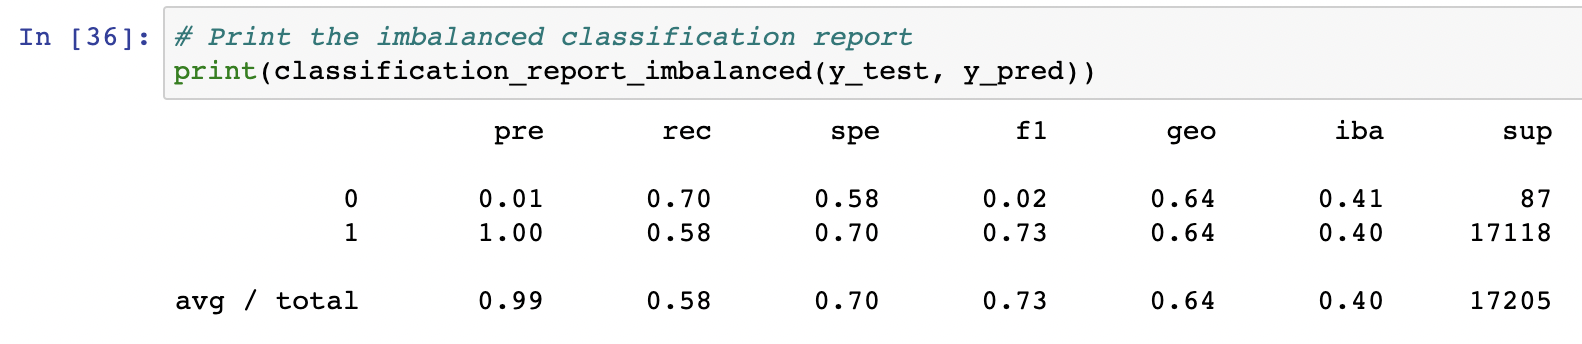 In [36]: # Print the imbalanced classification report
print(classification_report_imbalanced(y_test, y_pred))
pre rec spe f1 geo iba sup
0 0.01 0.70 0.58 0.02 0.64 0.41 87
1 1.00 0.58 0.70 0.73 0.64 0.40 17118
avg / total 0.99 0.58 0.70 0.73 0.64 0.40 17205